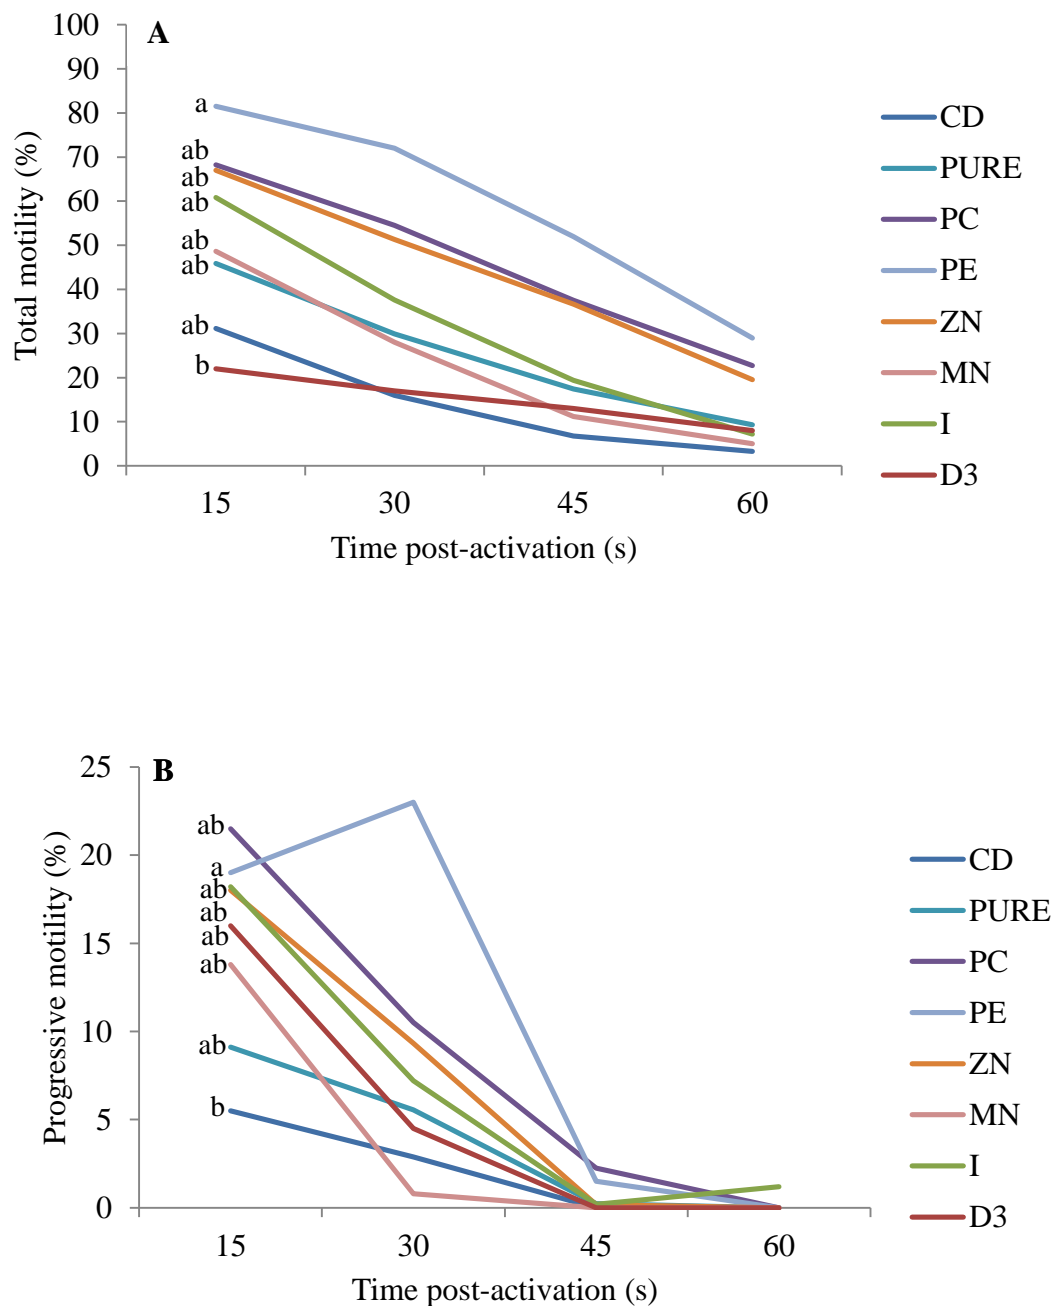 A
100
90
80
70
60
50
40
30
20
10
0
Total motility (%)
a
ab
ab
ab
ab
ab
ab
b
15 30 45 60
Time post-activation (s)
CD
PURE
PC
PE
ZN
MN
I
D3
B
25
20
15
10
5
0
Progressive motility (%)
ab
a
ab
ab
ab
ab
ab
b
15 30 45 60
Time post-activation (s)
CD
PURE
PC
PE
ZN
MN
I
D3